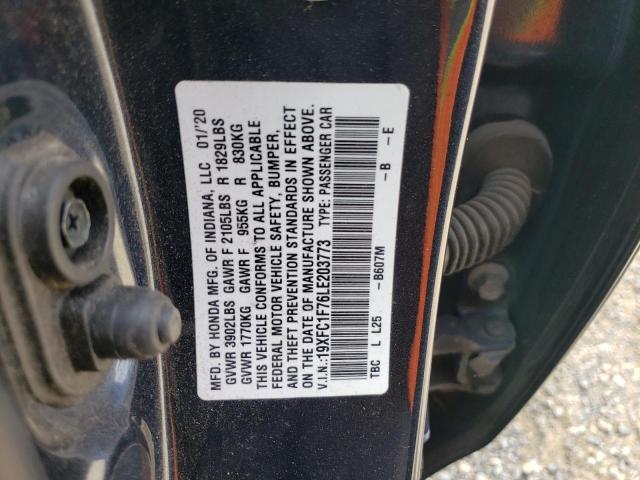 MFD. BY HONDA MFG. OF INDIANA, LLC 01/'20
GVWR 3902LBS GAWR F 2105LBS R 1829LBS
GVWR 1770KG GAWR F 955KG R 830KG
THIS VEHICLE CONFORMS TO ALL APPLICABLE
FEDERAL MOTOR VEHICLE SAFETY, BUMPER,
AND THEFT PREVENTION STANDARDS IN EFFECT
ON THE DATE OF MANUFACTURE SHOWN ABOVE.
V.I.N.:19XFC1F76LE203773 TYPE: PASSENGER CAR
TBC L L25 -B607M -B -E